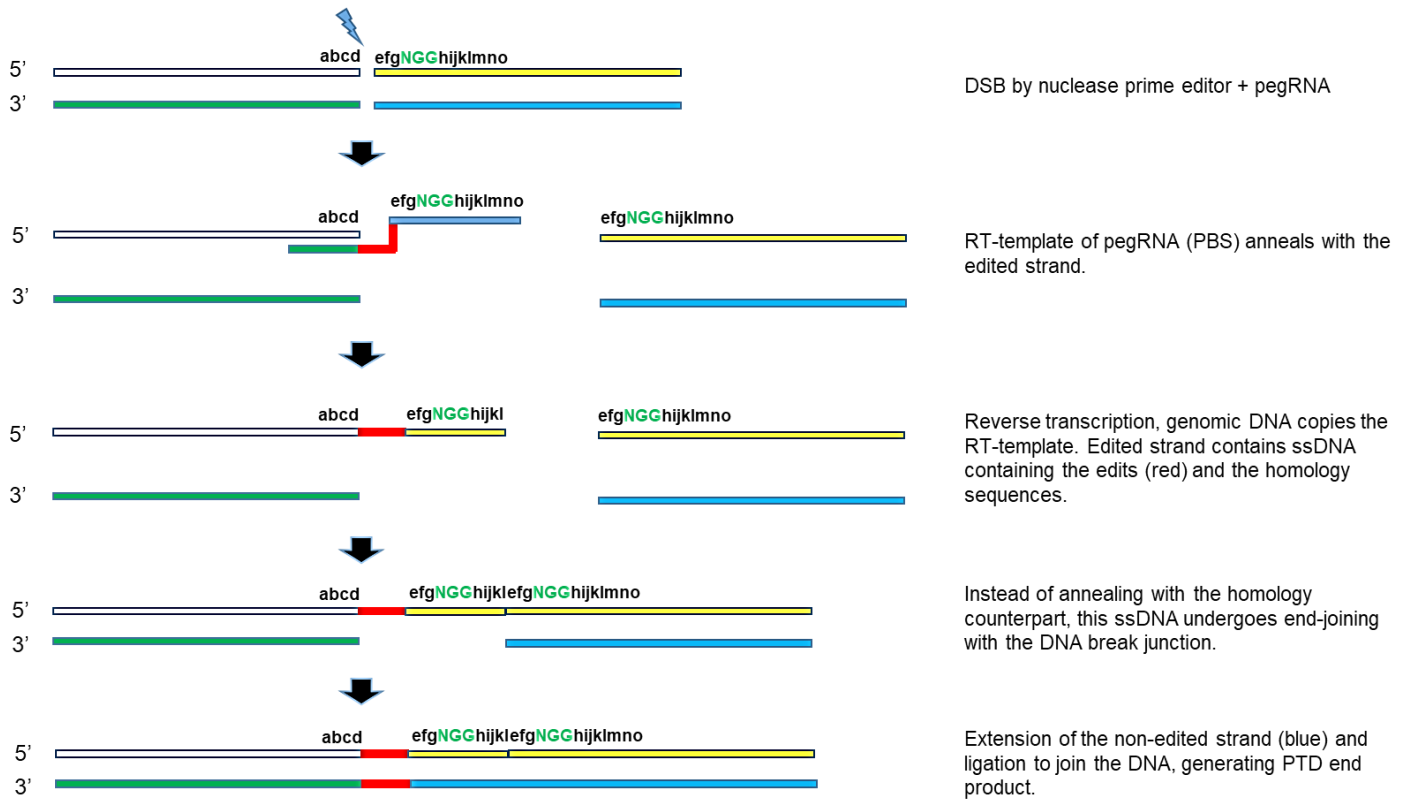 abcd efgNGGhijklmno
5’
3’
DSB by nuclease prime editor + pegRNA
efgNGGhijklmno
abcd
efgNGGhijklmno
5’
3’
RT-template of pegRNA (PBS) anneals with the
edited strand.
abcd efgNGGhijkl
efgNGGhijklmno
5’
3’
Reverse transcription, genomic DNA copies the
RT-template. Edited strand contains ssDNA
containing the edits (red) and the homology
sequences.
abcd efgNGGhijklefgNGGhijklmno
5’
3’
Instead of annealing with the homology
counterpart, this ssDNA undergoes end-joining
with the DNA break junction.
abcd efgNGGhijklefgNGGhijklmno
5’
3’
Extension of the non-edited strand (blue) and
ligation to join the DNA, generating PTD end
product.